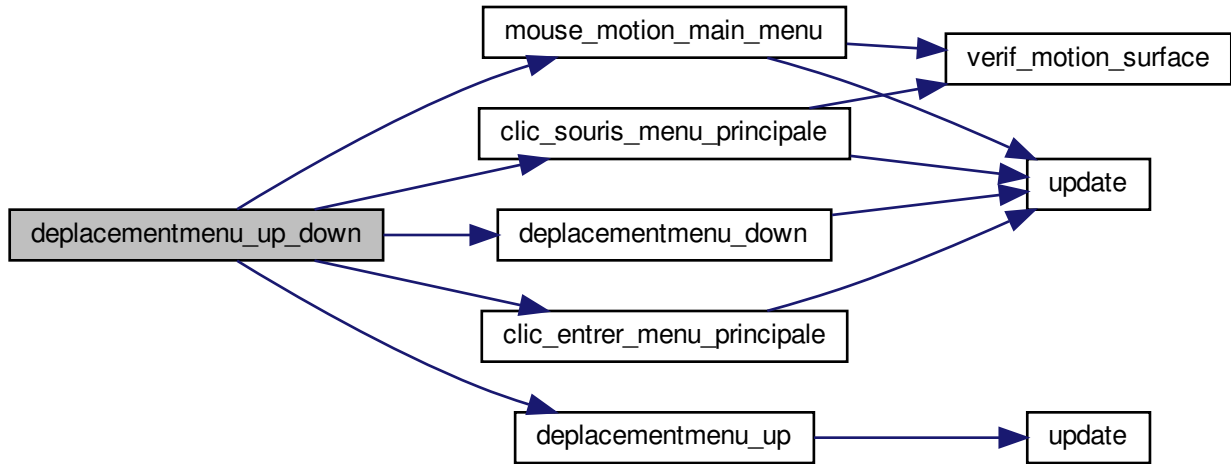 mouse_motion_main_menu
verif_motion_surface
clic_souris_menu_principale
update
deplacementmenu_up_down
deplacementmenu_down
clic_entrer_menu_principale
deplacementmenu_up
update